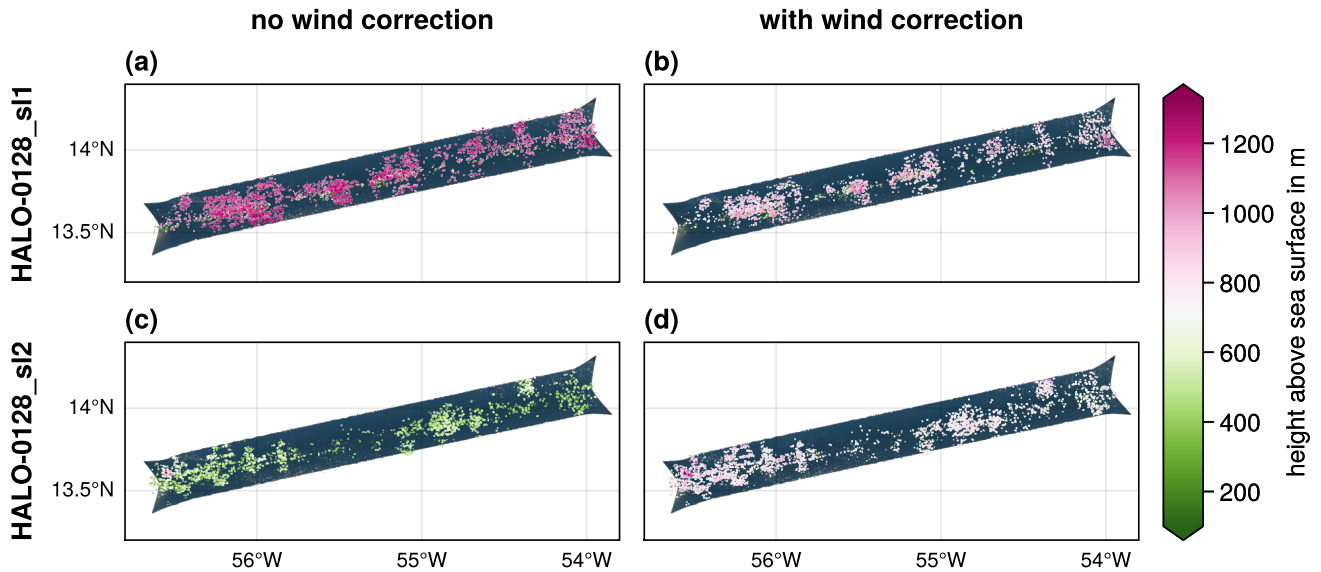 no wind correction
with wind correction
(a)
(b)
HALO-0128_sl1
14°N
13.5°N
(c)
(d)
HALO-0128_sl2
14°N
13.5°N
56°W
55°W
54°W
56°W
55°W
54°W
1200
1000
800
600
400
200
height above sea surface in m